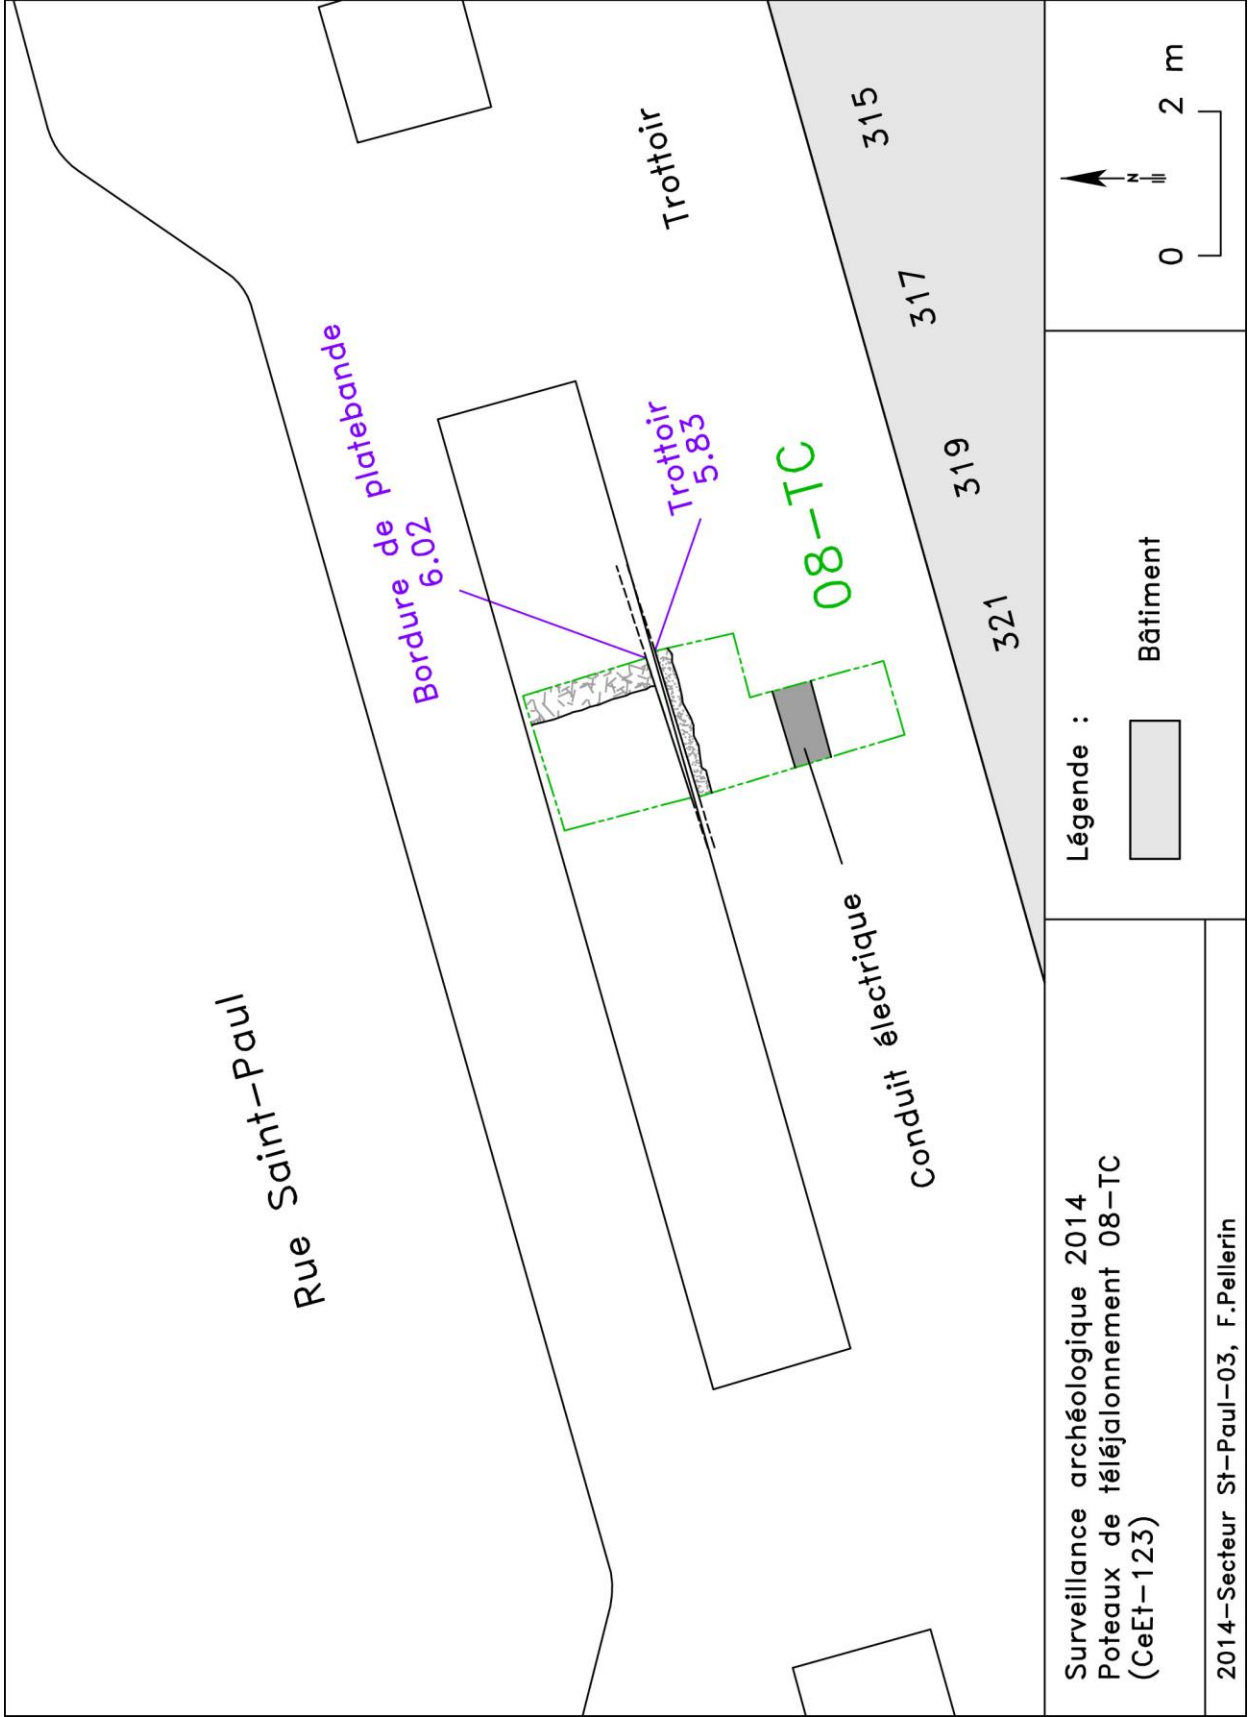 Rue Saint-Paul
Bordure de platebande
6.02
Trottoir
5.83
Trottoir
08-TC
Conduit électrique
315
317
319
321
Surveillance archéologique 2014
Poteaux de téléjalonnement 08-TC
(CeEt-123)
2014-Secteur St-Paul-03, F.Pellerin
Légende :
Bâtiment
N
0 2 m